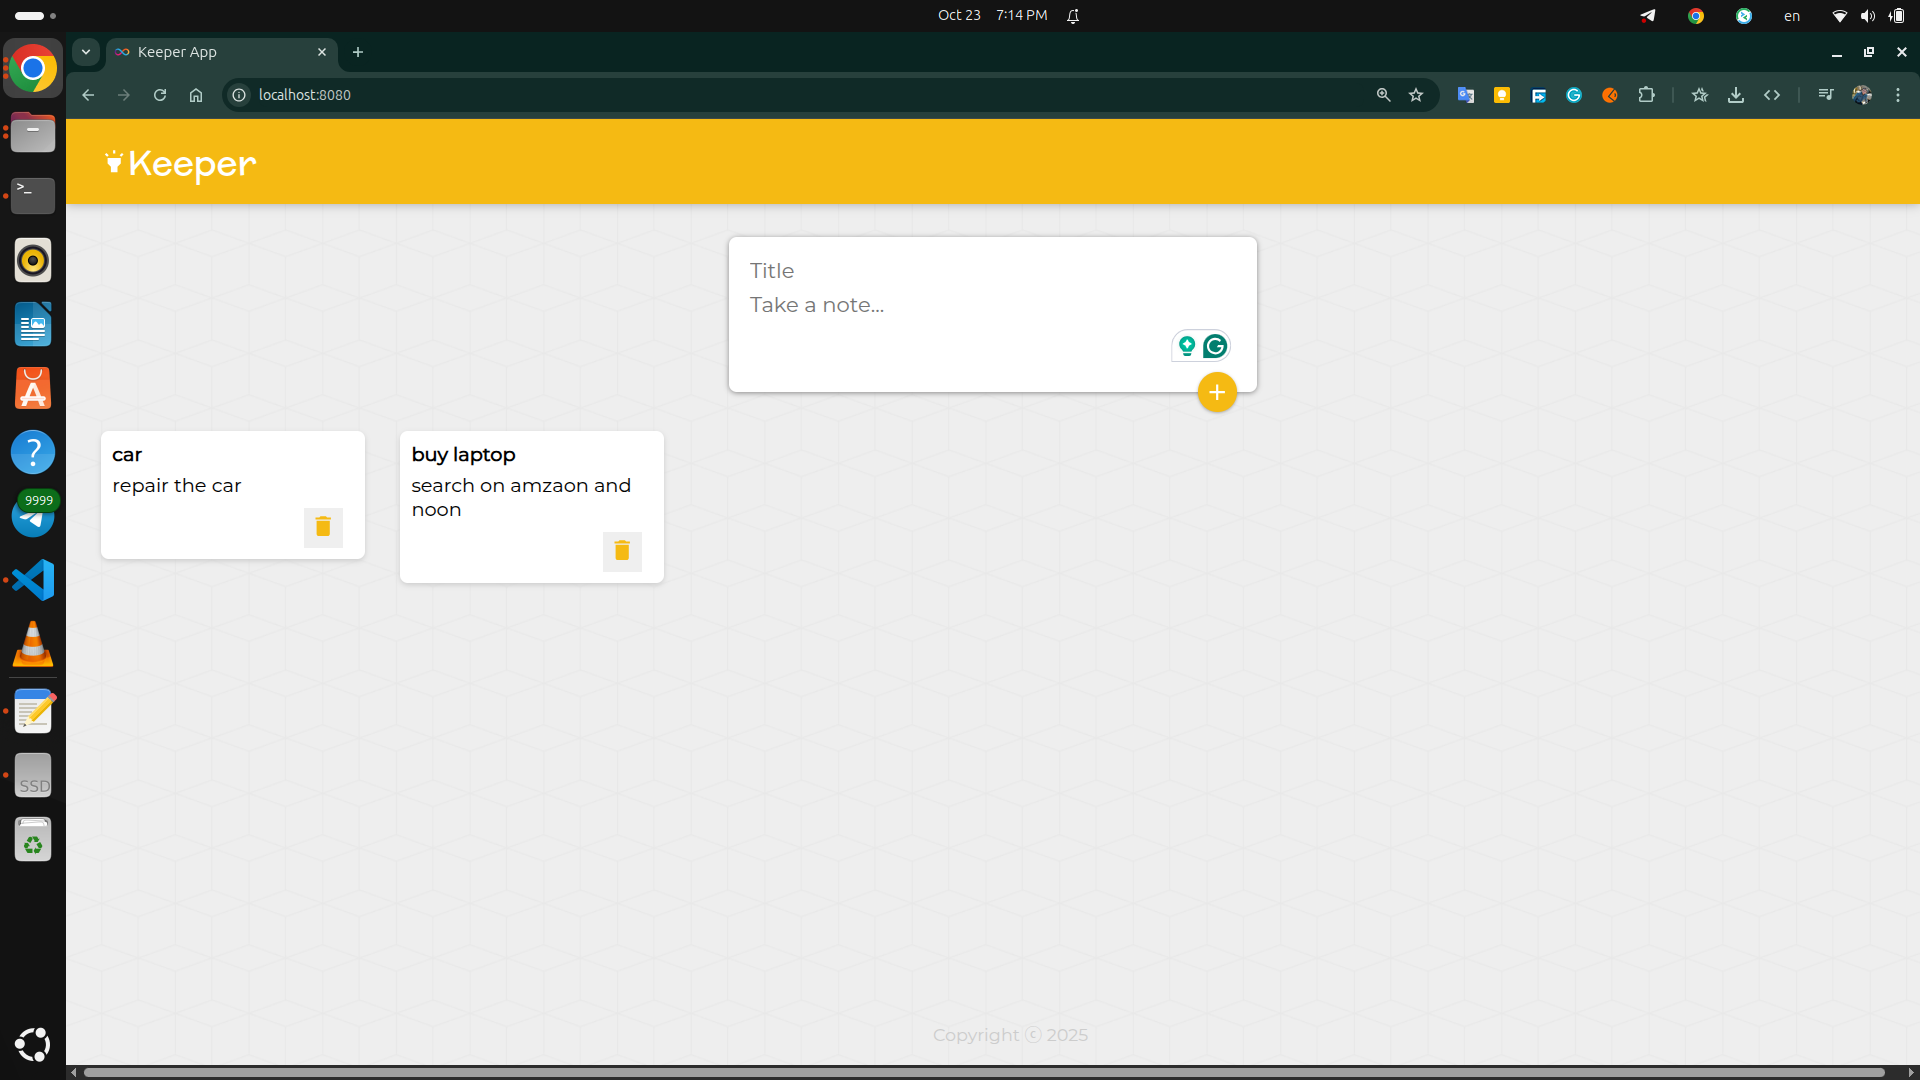 Oct 23 7:14 PM
en
Keeper App
localhost:8080
Keeper
Title
Take a note...
car
repair the car
buy laptop
search on amzaon and
noon
9999
SSD
Copyright ⓒ 2025